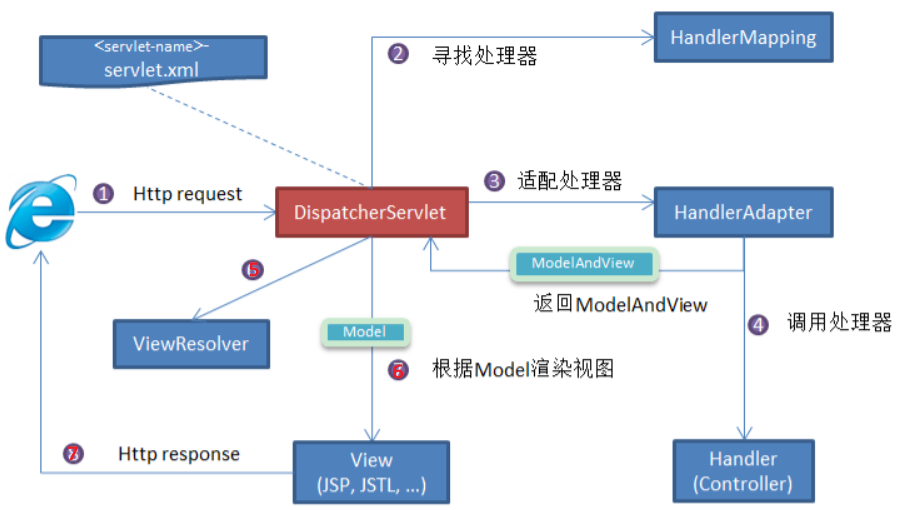 <servlet-name>-
servlet.xml
HandlerMapping
2 寻找处理器
1 Http request
DispatcherServlet
3 适配处理器
HandlerAdapter
ModelAndView
返回ModelAndView
5
ViewResolver
Model
4 调用处理器
6 根据Model渲染视图
7 Http response
View
(JSP, JSTL, ...)
Handler
(Controller)